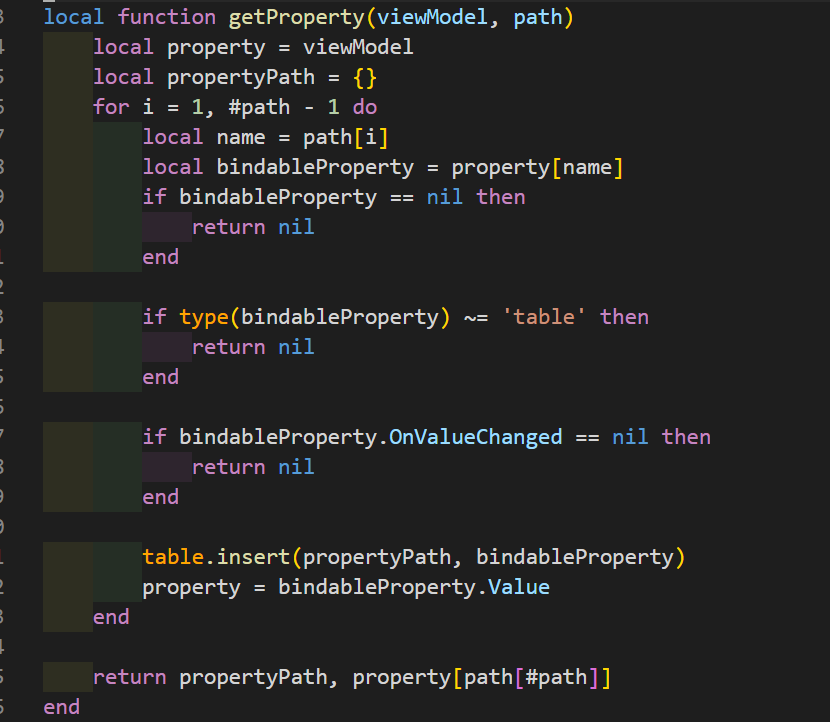 local function getProperty(viewModel, path)
local property = viewModel
local propertyPath = {}
for i = 1, #path - 1 do
local name = path[i]
local bindableProperty = property[name]
if bindableProperty == nil then
return nil
end
if type(bindableProperty) ~= 'table' then
return nil
end
if bindableProperty.OnValueChanged == nil then
return nil
end
table.insert(propertyPath, bindableProperty)
property = bindableProperty.Value
end
return propertyPath, property[path[#path]]
end